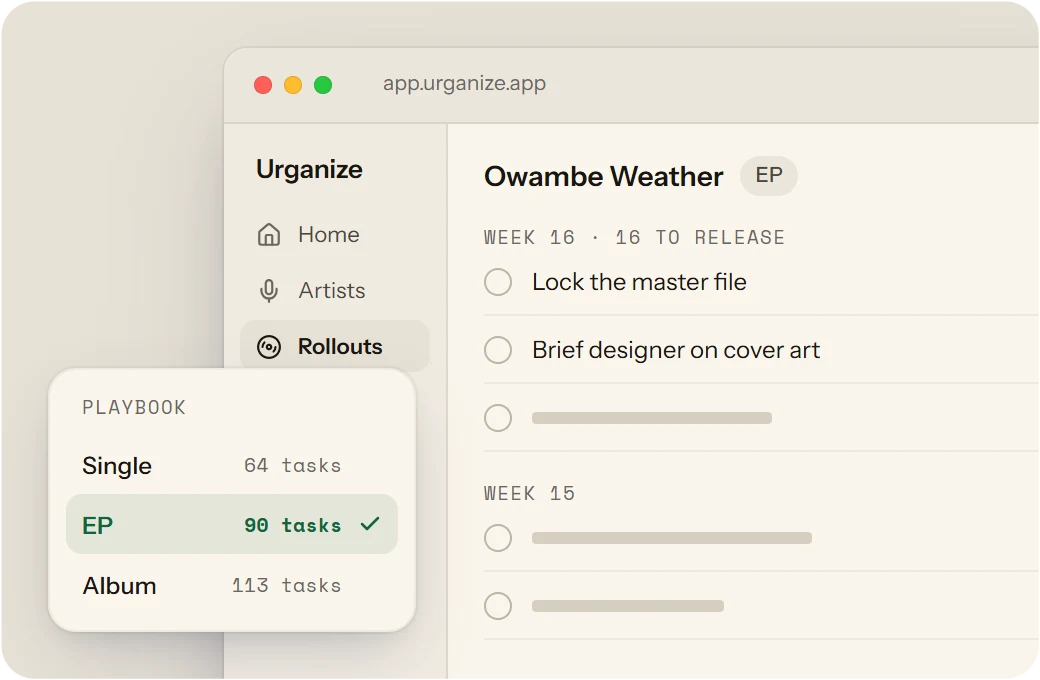 app.urganize.app
Urganize
Home
Artists
Rollouts
Owambe Weather EP
WEEK 16 · 16 TO RELEASE
Lock the master file
Brief designer on cover art
WEEK 15
PLAYBOOK
Single 64 tasks
EP 90 tasks
Album 113 tasks